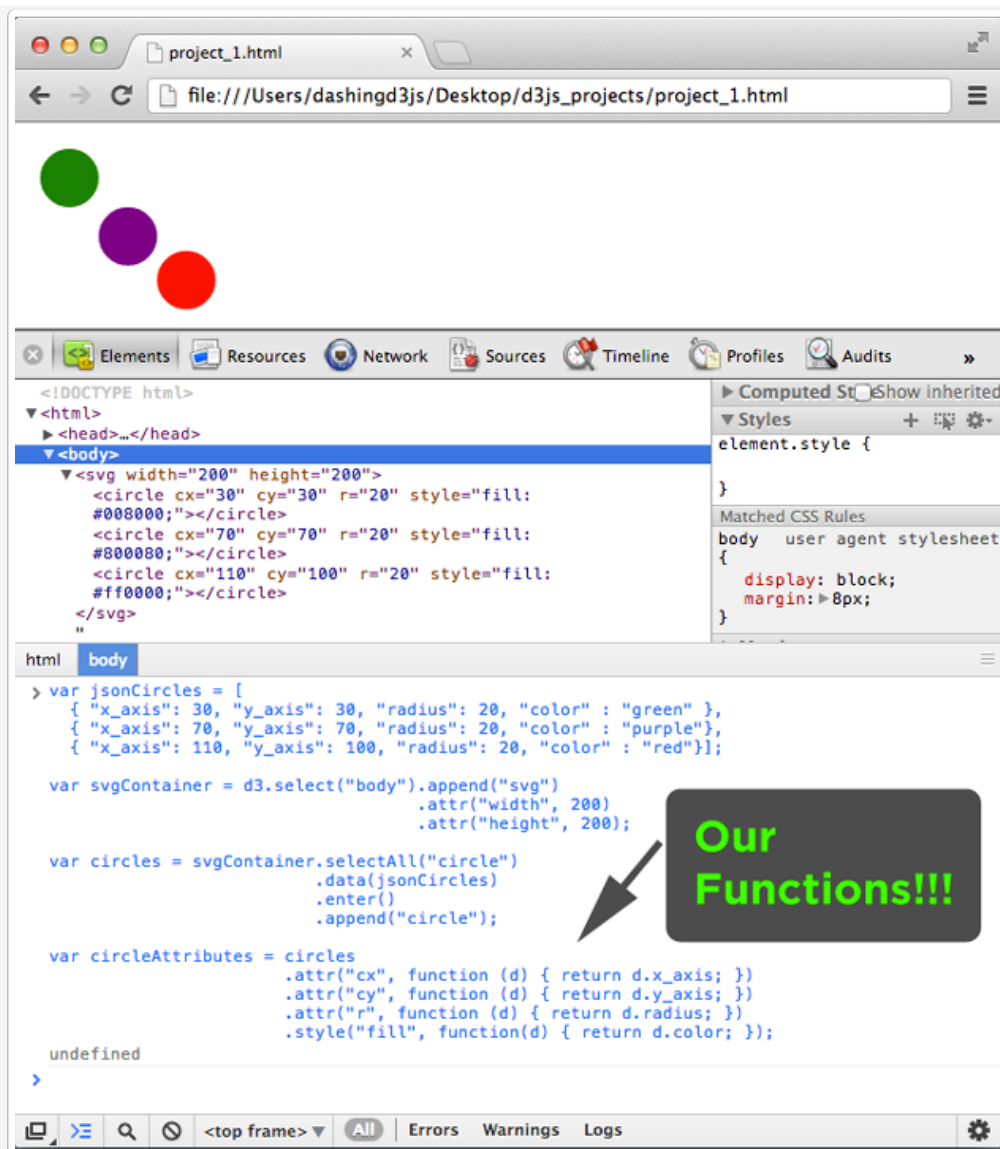 project_1.html
file:///Users/dashingd3js/Desktop/d3js_projects/project_1.html
Elements Resources Network Sources Timeline Profiles Audits »
<!DOCTYPE html>
▼<html>
▶<head>…</head>
▼<body>
▼<svg width="200" height="200">
<circle cx="30" cy="30" r="20" style="fill:
#008000;"></circle>
<circle cx="70" cy="70" r="20" style="fill:
#800080;"></circle>
<circle cx="110" cy="100" r="20" style="fill:
#ff0000;"></circle>
</svg>
"
▶ Computed St Show inherited
▼ Styles
element.style {
}
Matched CSS Rules
body user agent stylesheet
{
display: block;
margin:▶8px;
}
html body
> var jsonCircles = [
{ "x_axis": 30, "y_axis": 30, "radius": 20, "color" : "green" },
{ "x_axis": 70, "y_axis": 70, "radius": 20, "color" : "purple"},
{ "x_axis": 110, "y_axis": 100, "radius": 20, "color" : "red"}];
var svgContainer = d3.select("body").append("svg")
.attr("width", 200)
.attr("height", 200);
var circles = svgContainer.selectAll("circle")
.data(jsonCircles)
.enter()
.append("circle");
var circleAttributes = circles
.attr("cx", function (d) { return d.x_axis; })
.attr("cy", function (d) { return d.y_axis; })
.attr("r", function (d) { return d.radius; })
.style("fill", function(d) { return d.color; });
undefined
>
Our
Functions!!!
<top frame> ▼ All Errors Warnings Logs